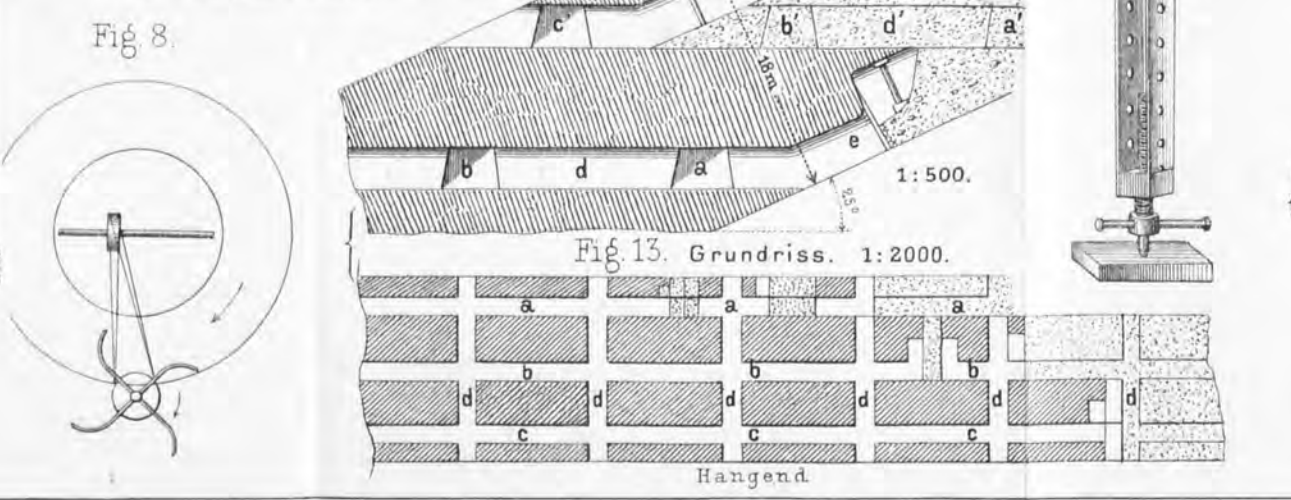 Fig. 8.
c b' d' a'
18 m
b d a e
1:500.
25°
Fig. 13. Grundriss. 1:2000.
a a a
b b b
d d d d d d
c c c
Hangend